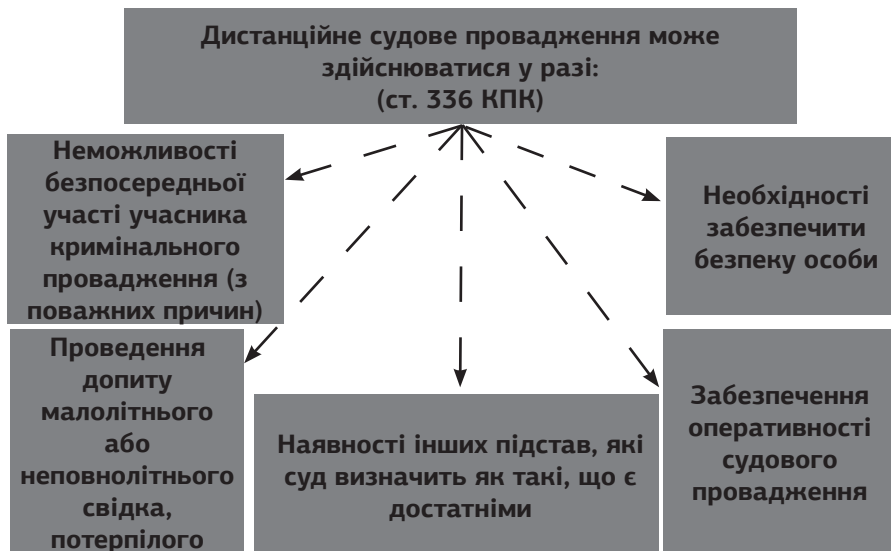 Дистанційне судове провадження може
здійснюватися у разі:
(ст. 336 КПК)
Неможливості
безпосередньої
участі учасника
кримінального
провадження (з
поважних причин)
Необхідності
забезпечити
безпеку особи
Проведення
допиту
малолітнього
або
неповнолітнього
свідка,
потерпілого
Наявності інших підстав, які
суд визначить як такі, що є
достатніми
Забезпечення
оперативності
судового
провадження